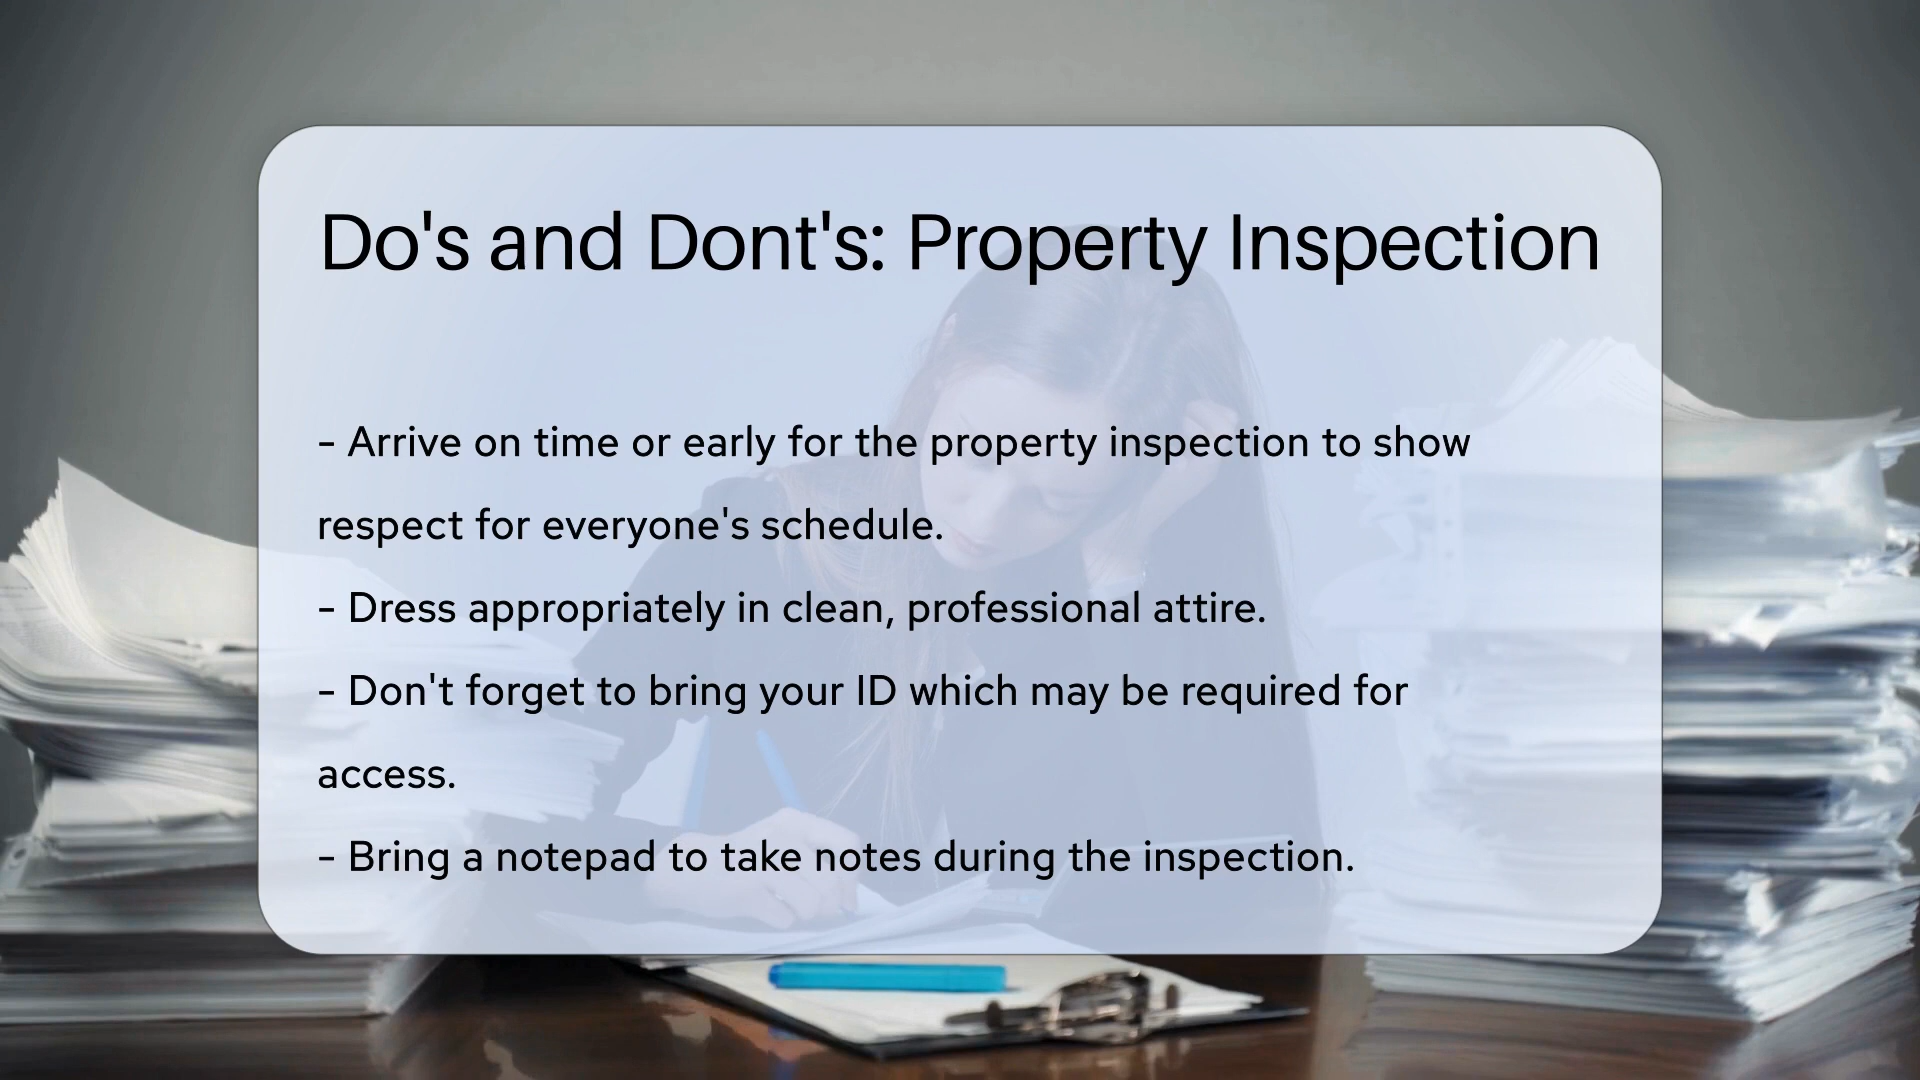 Do's and Dont's: Property Inspection
- Arrive on time or early for the property inspection to show
respect for everyone's schedule.
- Dress appropriately in clean, professional attire.
- Don't forget to bring your ID which may be required for
access.
- Bring a notepad to take notes during the inspection.